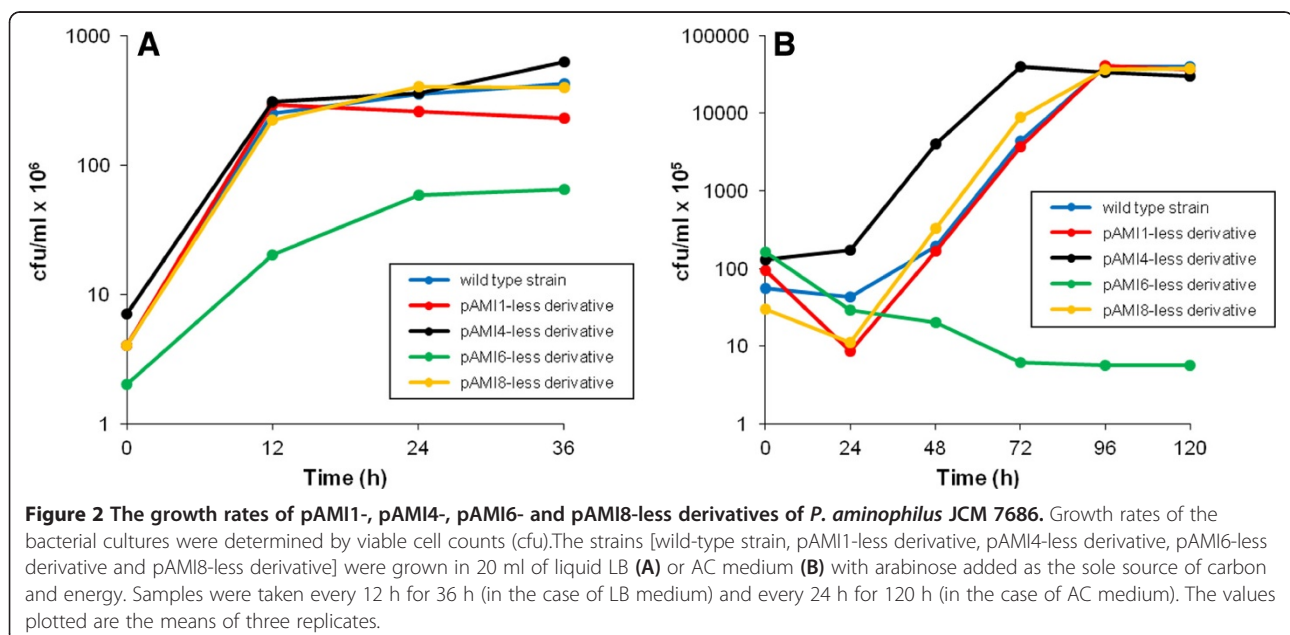 A
1000
100
10
1
cfu/ml x 10⁶
0 12 24 36
Time (h)
wild type strain
pAMI1-less derivative
pAMI4-less derivative
pAMI6-less derivative
pAMI8-less derivative
B
100000
10000
1000
100
10
1
cfu/ml x 10⁵
0 24 48 72 96 120
Time (h)
wild type strain
pAMI1-less derivative
pAMI4-less derivative
pAMI6-less derivative
pAMI8-less derivative
Figure 2 The growth rates of pAMI1-, pAMI4-, pAMI6- and pAMI8-less derivatives of P. aminophilus JCM 7686. Growth rates of the
bacterial cultures were determined by viable cell counts (cfu).The strains [wild-type strain, pAMI1-less derivative, pAMI4-less derivative, pAMI6-less
derivative and pAMI8-less derivative] were grown in 20 ml of liquid LB (A) or AC medium (B) with arabinose added as the sole source of carbon
and energy. Samples were taken every 12 h for 36 h (in the case of LB medium) and every 24 h for 120 h (in the case of AC medium). The values
plotted are the means of three replicates.